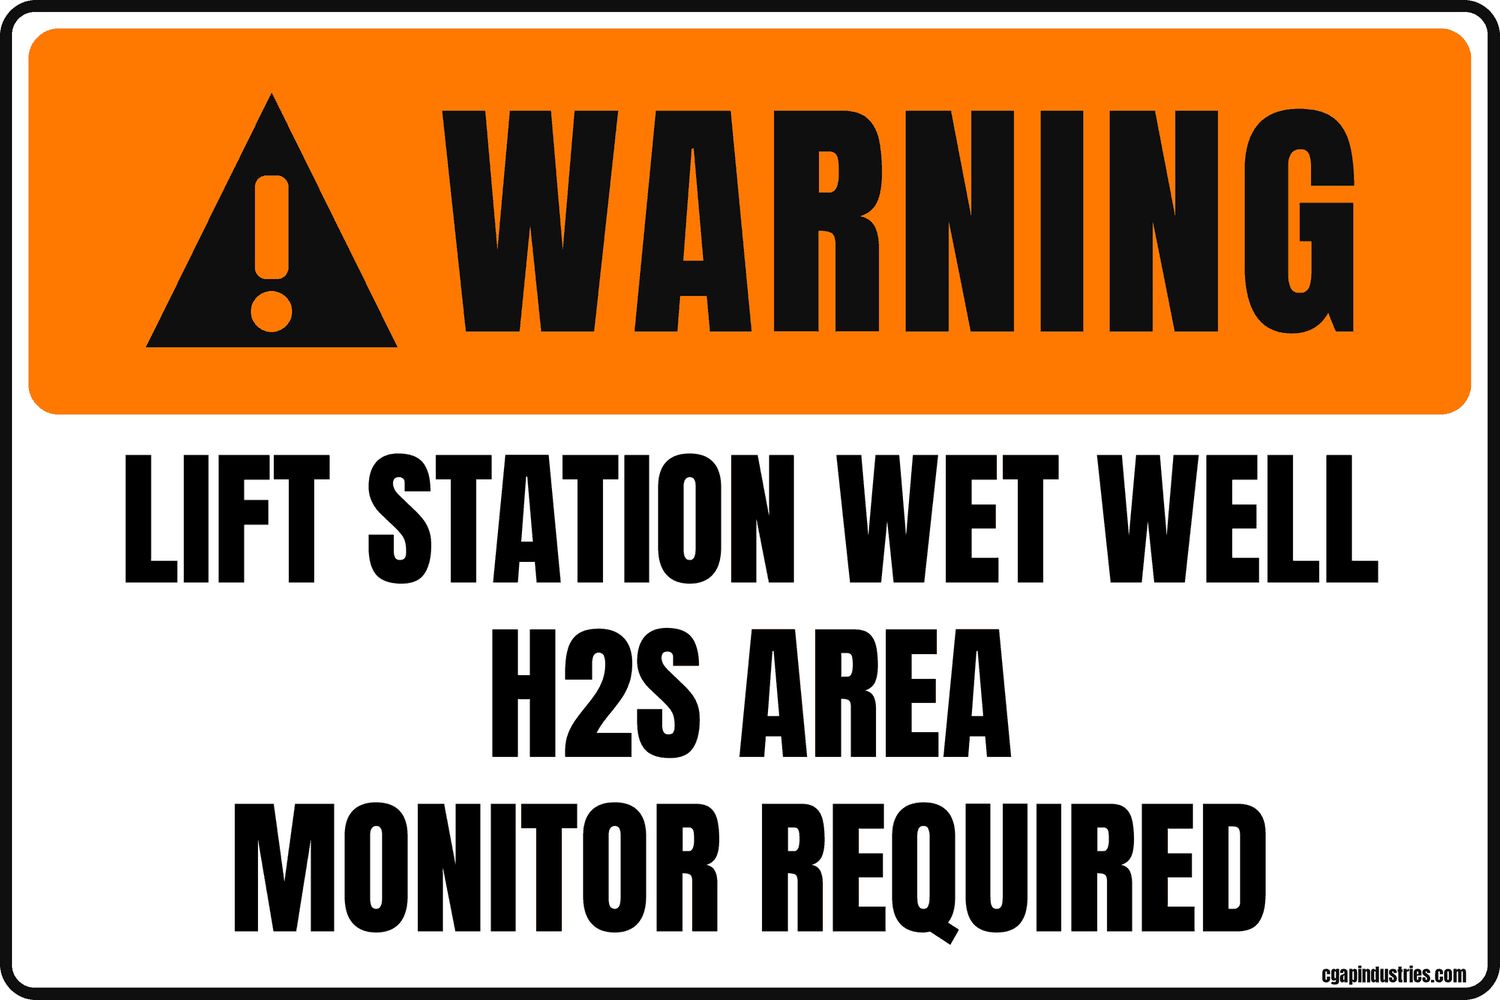 WARNING
LIFT STATION WET WELL
H2S AREA
MONITOR REQUIRED
cgapindustries.com